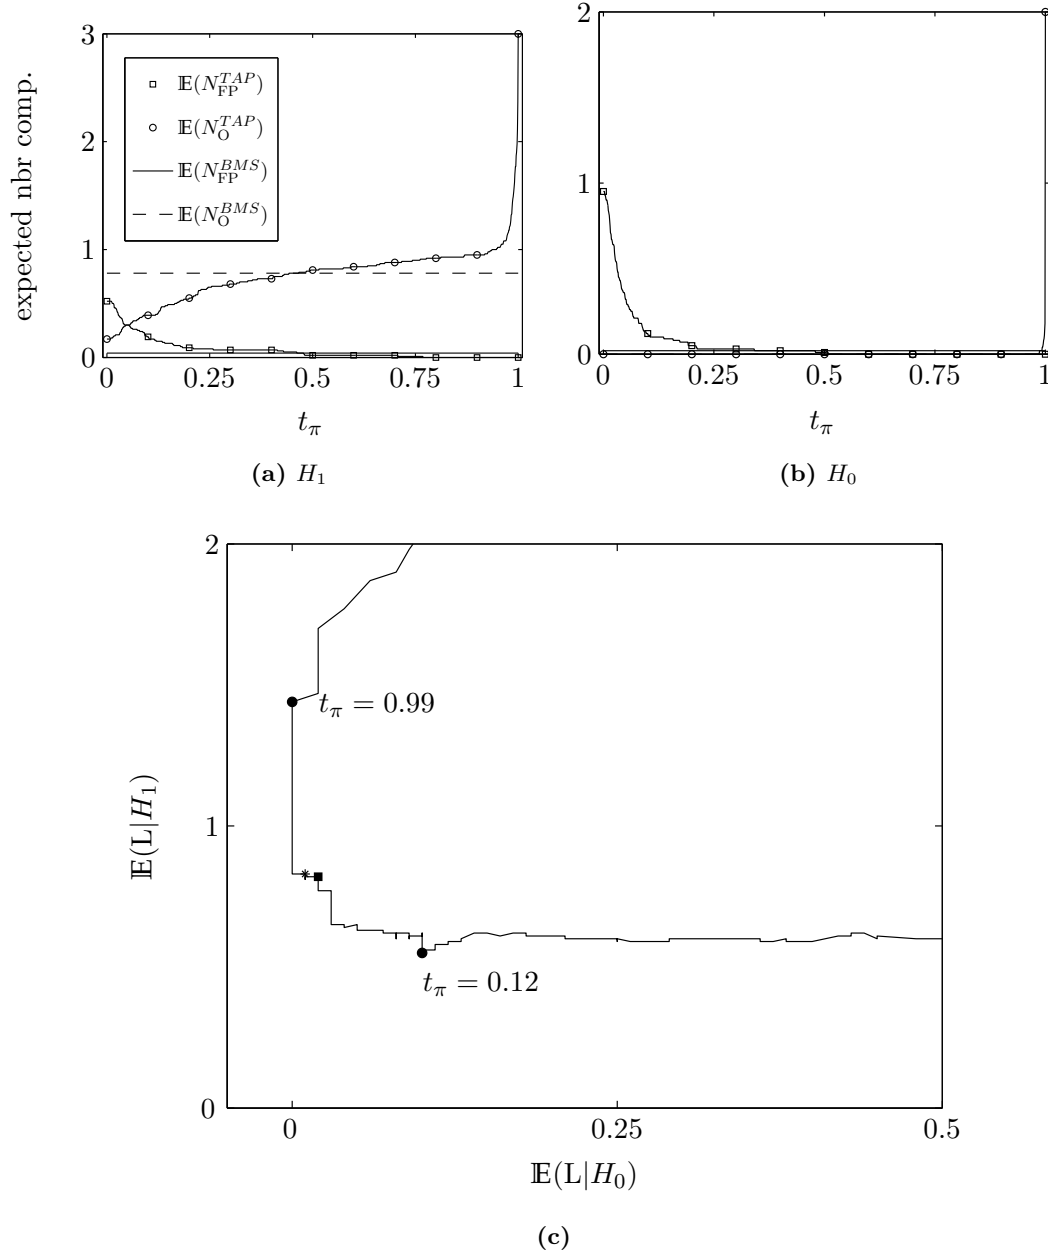 3
2
1
0
expected nbr comp.
𝔼(N_FP^TAP)
𝔼(N_O^TAP)
𝔼(N_FP^BMS)
𝔼(N_O^BMS)
0 0.25 0.5 0.75 1
t_π
(a) H_1
2
1
0
0 0.25 0.5 0.75 1
t_π
(b) H_0
2
1
0
𝔼(L|H_1)
t_π = 0.99
t_π = 0.12
0 0.25 0.5
𝔼(L|H_0)
(c)